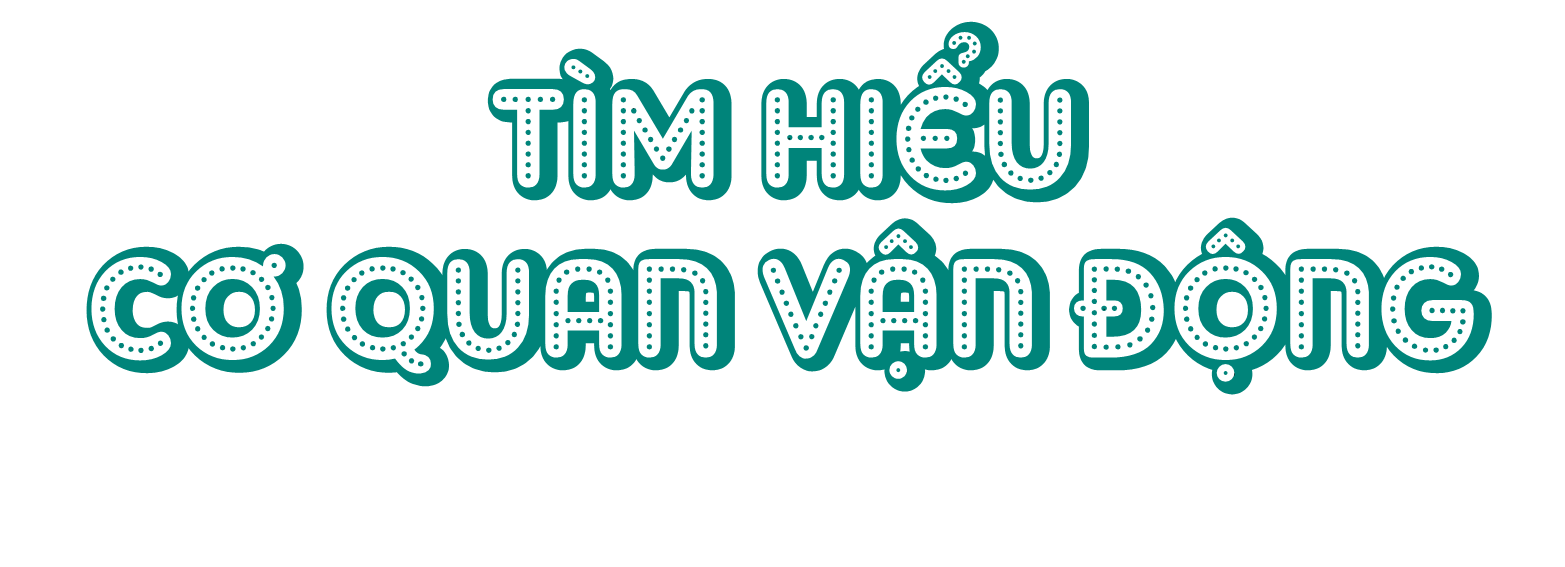 TÌM HIỂU
CƠ QUAN VẬN ĐỘNG